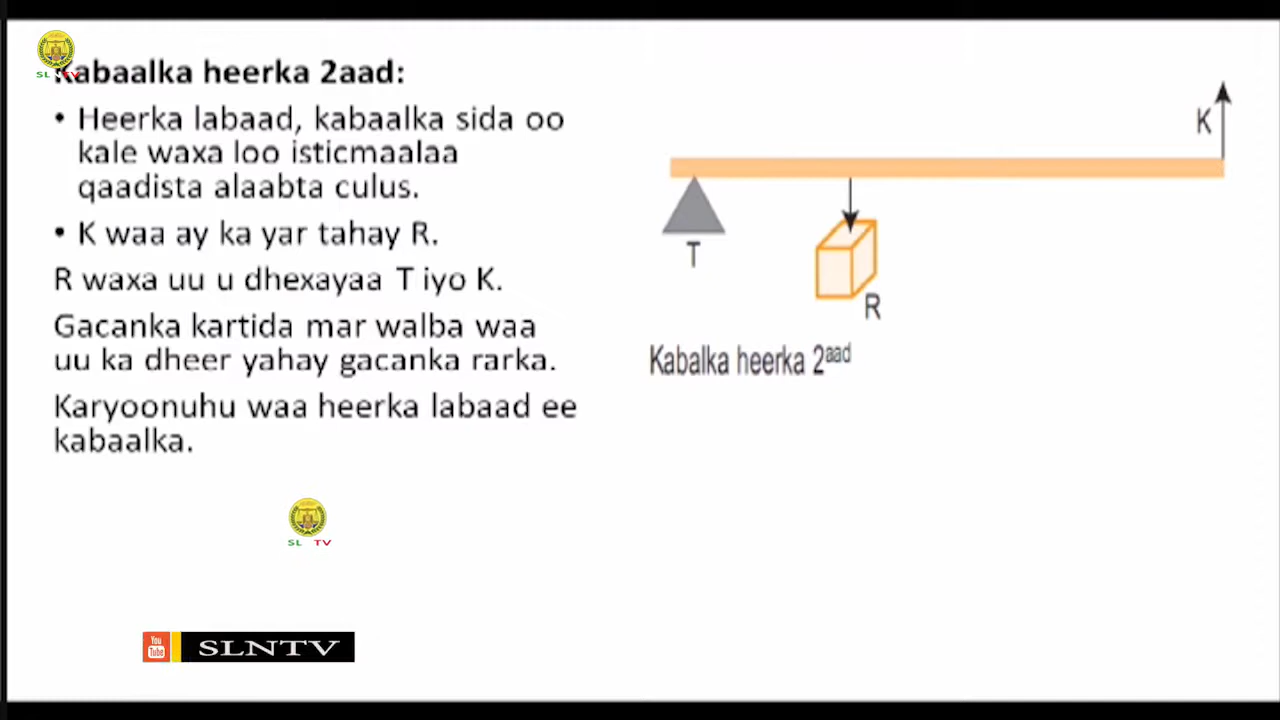 Kabaalka heerka 2aad:
• Heerka labaad, kabaalka sida oo
kale waxa loo isticmaalaa
qaadista alaabta culus.
• K waa ay ka yar tahay R.
R waxa uu u dhexayaa T iyo K.
Gacanka kartida mar walba waa
uu ka dheer yahay gacanka rarka.
Karyoonuhu waa heerka labaad ee
kabaalka.
K
T
R
Kabalka heerka 2aad
SL TV
SL TV
You
Tube
SLNTV